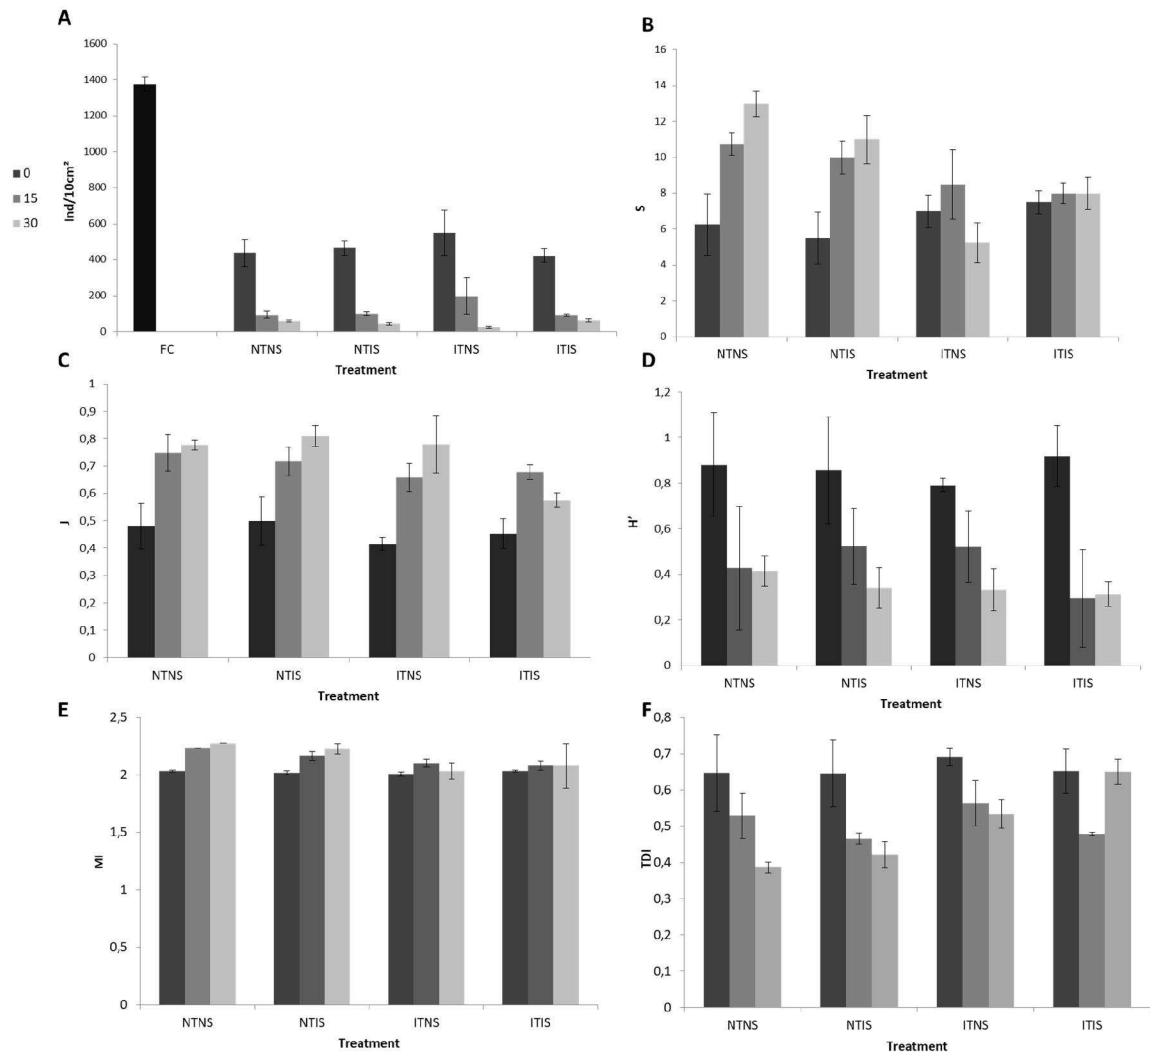 A
1600
1400
1200
1000
800
600
400
200
0
Ind/10cm²
0
15
30
FC NTNS NTIS ITNS ITIS
Treatment
B
16
14
12
10
8
6
4
2
0
S
NTNS NTIS ITNS ITIS
Treatment
C
1
0,9
0,8
0,7
0,6
0,5
0,4
0,3
0,2
0,1
0
J
NTNS NTIS ITNS ITIS
Treatment
D
1,2
1
0,8
0,6
0,4
0,2
0
H'
NTNS NTIS ITNS ITIS
Treatment
E
2,5
2
1,5
1
0,5
0
MI
NTNS NTIS ITNS ITIS
Treatment
F
0,8
0,7
0,6
0,5
0,4
0,3
0,2
0,1
0
TDI
NTNS NTIS ITNS ITIS
Treatment